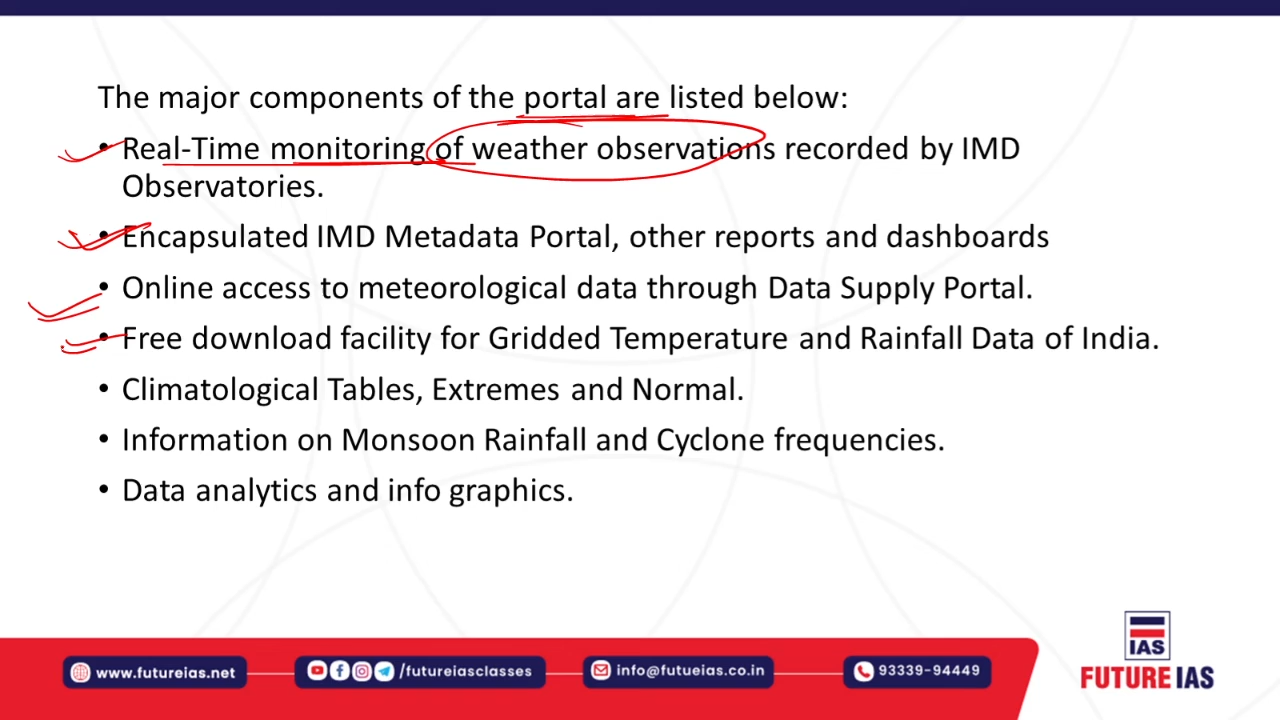 The major components of the portal are listed below:
• Real-Time monitoring of weather observations recorded by IMD
Observatories.
• Encapsulated IMD Metadata Portal, other reports and dashboards
• Online access to meteorological data through Data Supply Portal.
• Free download facility for Gridded Temperature and Rainfall Data of India.
• Climatological Tables, Extremes and Normal.
• Information on Monsoon Rainfall and Cyclone frequencies.
• Data analytics and info graphics.
IAS
FUTURE IAS
www.futureias.net
/futureiasclasses
info@futueias.co.in
93339-94449